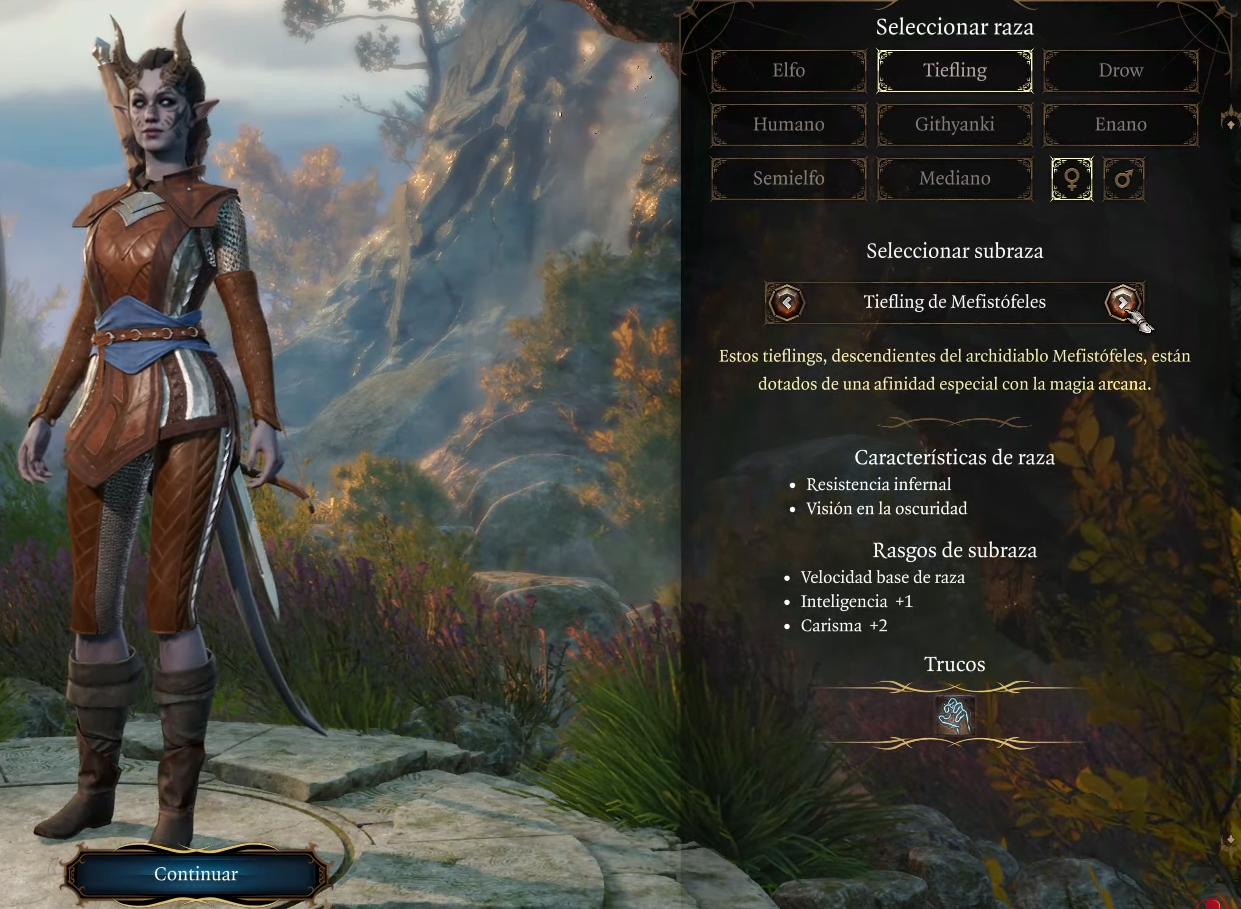 Seleccionar raza
Elfo
Tiefling
Drow
Humano
Githyanki
Enano
Semielfo
Mediano
Seleccionar subraza
Tiefling de Mefistófeles
Estos tieflings, descendientes del archidiablo Mefistófeles, están
dotados de una afinidad especial con la magia arcana.
Características de raza
• Resistencia infernal
• Visión en la oscuridad
Rasgos de subraza
• Velocidad base de raza
• Inteligencia +1
• Carisma +2
Trucos
Continuar